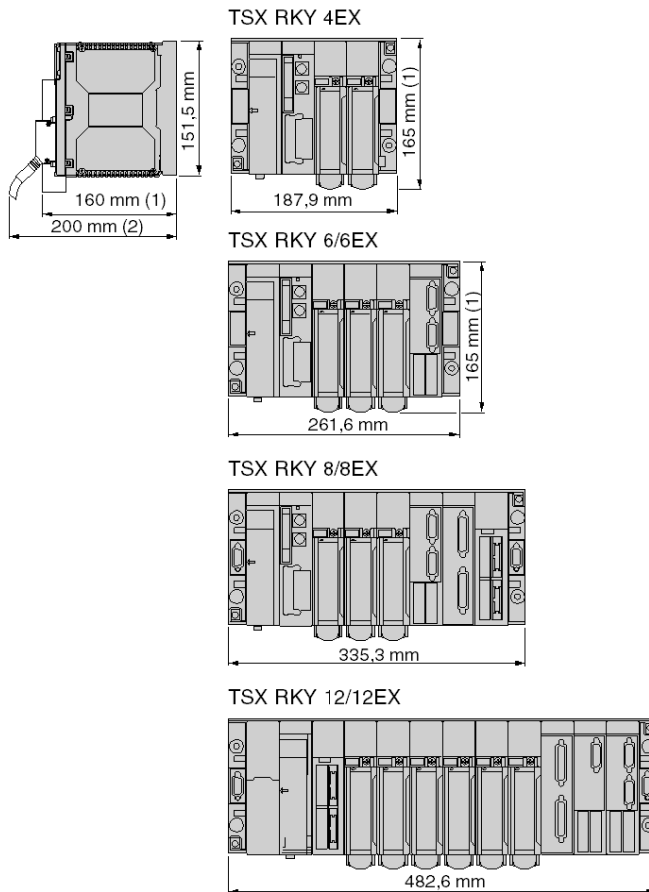 TSX RKY 4EX
151,5 mm
165 mm (1)
160 mm (1)
187,9 mm
200 mm (2)
TSX RKY 6/6EX
165 mm (1)
261,6 mm
TSX RKY 8/8EX
335,3 mm
TSX RKY 12/12EX
482,6 mm